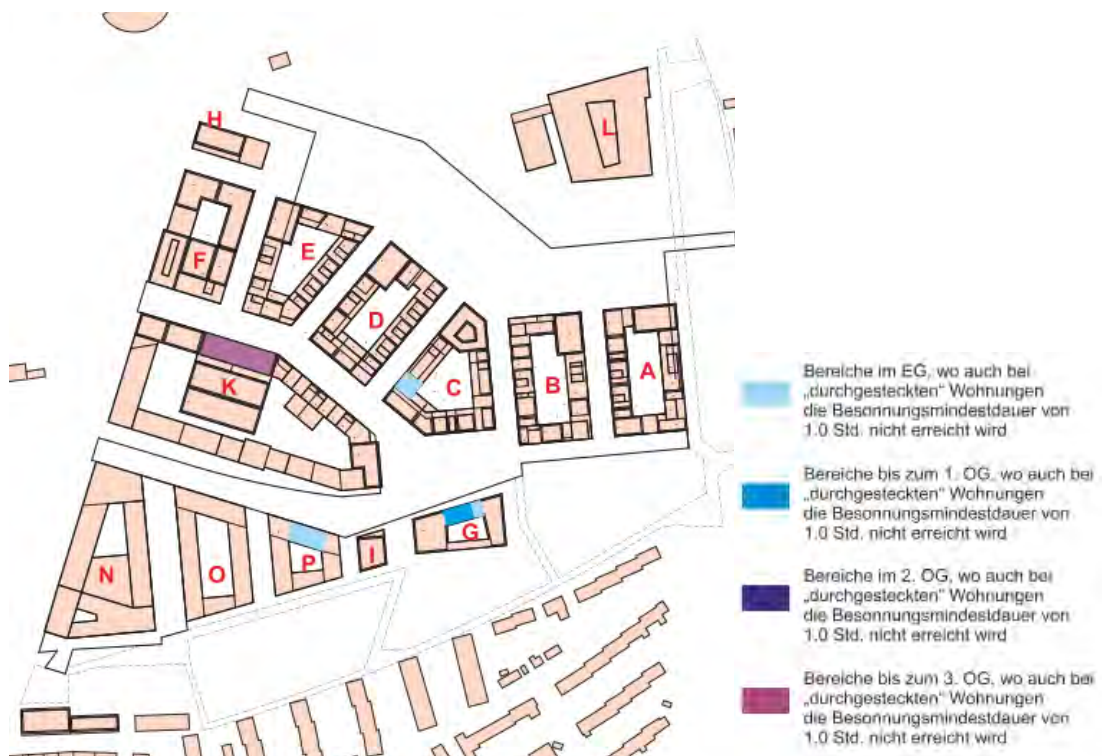 H
L
E
F
D
A
B
C
K
G
I
P
N
O
Bereiche im EG, wo auch bei
„durchgesteckten“ Wohnungen
die Besonnungsmindestdauer von
1.0 Std. nicht erreicht wird
Bereiche bis zum 1. OG, wo auch bei
„durchgesteckten“ Wohnungen
die Besonnungsmindestdauer von
1.0 Std. nicht erreicht wird
Bereiche im 2. OG, wo auch bei
„durchgesteckten“ Wohnungen
die Besonnungsmindestdauer von
1.0 Std. nicht erreicht wird
Bereiche bis zum 3. OG, wo auch bei
„durchgesteckten“ Wohnungen
die Besonnungsmindestdauer von
1.0 Std. nicht erreicht wird